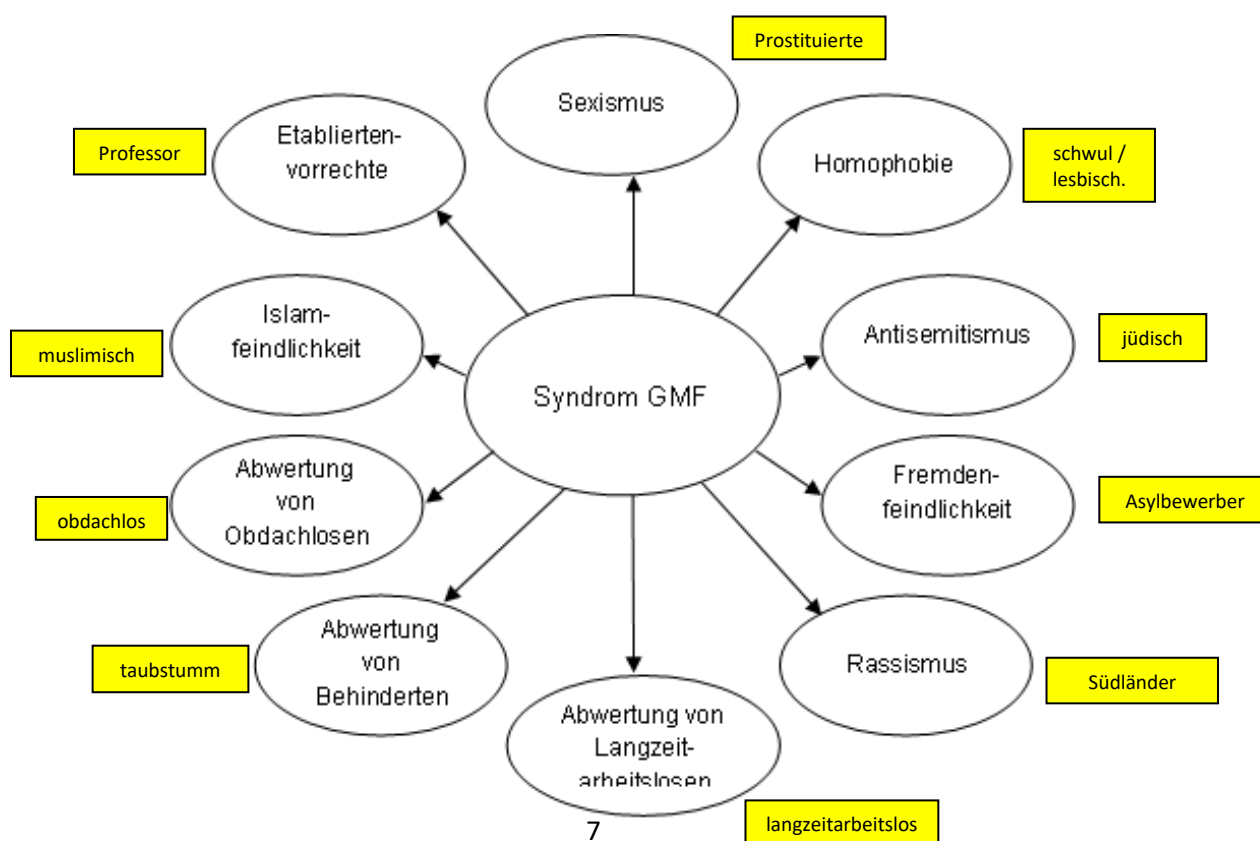 Prostituierte
Sexismus
Etablierten-
vorrechte
Professor
Homophobie
schwul /
lesbisch.
Islam-
feindlichkeit
muslimisch
Antisemitismus
jüdisch
Syndrom GMF
Abwertung
von
Obdachlosen
obdachlos
Fremden-
feindlichkeit
Asylbewerber
Abwertung
von
Behinderten
taubstumm
Rassismus
Südländer
Abwertung von
Langzeit-
arbeitslosen
langzeitarbeitslos
7